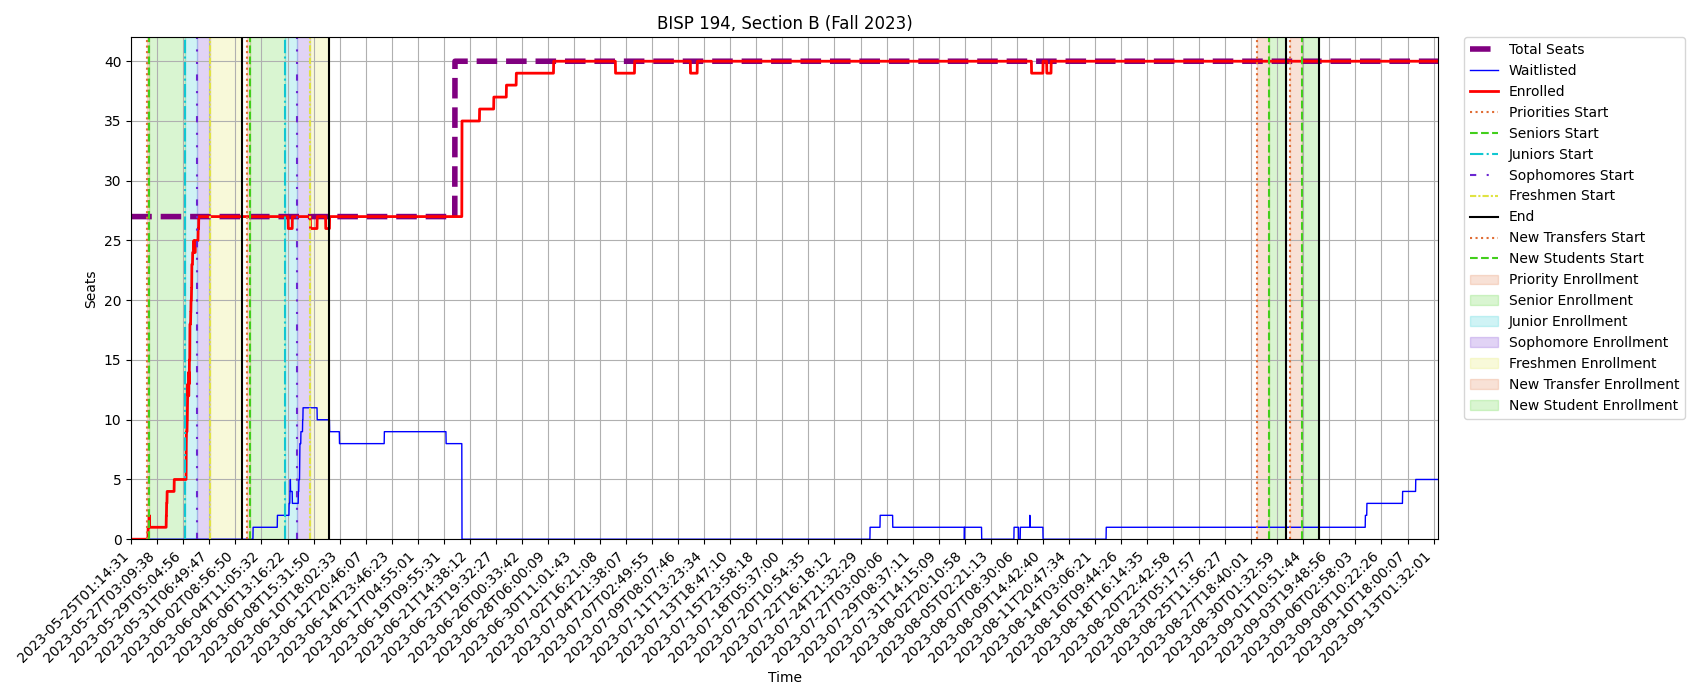 BISP 194, Section B (Fall 2023)
Seats
40
35
30
25
20
15
10
5
0
2023-05-25T01:14:31
2023-05-27T03:09:38
2023-05-29T05:04:56
2023-05-31T06:49:47
2023-06-02T08:56:50
2023-06-04T11:05:32
2023-06-06T13:16:22
2023-06-08T15:31:50
2023-06-10T18:02:33
2023-06-12T20:46:07
2023-06-14T23:46:23
2023-06-17T04:55:01
2023-06-19T09:55:31
2023-06-21T14:38:12
2023-06-23T19:32:27
2023-06-26T00:33:42
2023-06-28T06:00:09
2023-06-30T11:01:43
2023-07-02T16:21:08
2023-07-04T21:38:07
2023-07-07T02:49:55
2023-07-09T08:07:46
2023-07-11T13:23:34
2023-07-13T18:47:10
2023-07-15T23:58:18
2023-07-18T05:37:00
2023-07-20T10:54:35
2023-07-22T16:18:12
2023-07-24T21:32:29
2023-07-27T03:00:06
2023-07-29T08:37:11
2023-07-31T14:15:09
2023-08-02T20:10:58
2023-08-05T02:21:13
2023-08-07T08:30:06
2023-08-09T14:42:40
2023-08-11T20:47:34
2023-08-14T03:06:21
2023-08-16T09:44:26
2023-08-18T16:14:35
2023-08-20T22:42:58
2023-08-23T05:17:57
2023-08-25T11:56:27
2023-08-27T18:40:01
2023-08-30T01:32:59
2023-09-01T10:51:44
2023-09-03T19:48:56
2023-09-06T02:58:03
2023-09-08T10:22:26
2023-09-10T18:00:07
2023-09-13T01:32:01
Time
Total Seats
Waitlisted
Enrolled
Priorities Start
Seniors Start
Juniors Start
Sophomores Start
Freshmen Start
End
New Transfers Start
New Students Start
Priority Enrollment
Senior Enrollment
Junior Enrollment
Sophomore Enrollment
Freshmen Enrollment
New Transfer Enrollment
New Student Enrollment